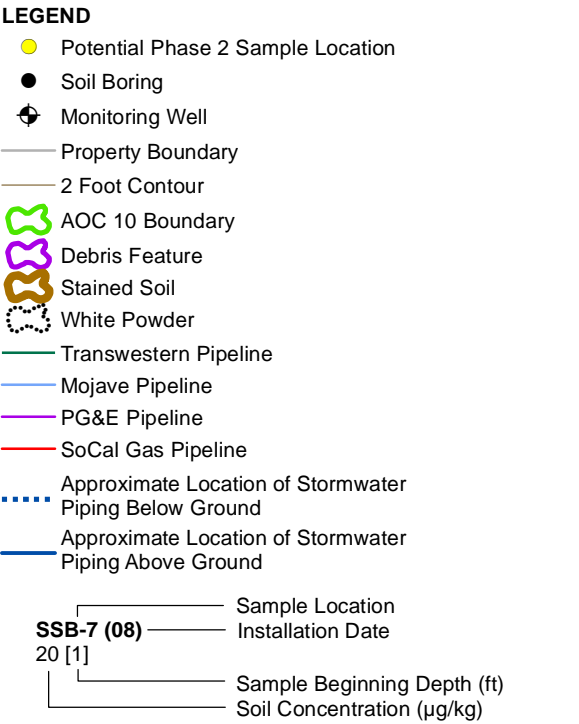 LEGEND
Potential Phase 2 Sample Location
Soil Boring
Monitoring Well
Property Boundary
2 Foot Contour
AOC 10 Boundary
Debris Feature
Stained Soil
White Powder
Transwestern Pipeline
Mojave Pipeline
PG&E Pipeline
SoCal Gas Pipeline
Approximate Location of Stormwater
Piping Below Ground
Approximate Location of Stormwater
Piping Above Ground
Sample Location
SSB-7 (08) Installation Date
20 [1]
Sample Beginning Depth (ft)
Soil Concentration (µg/kg)